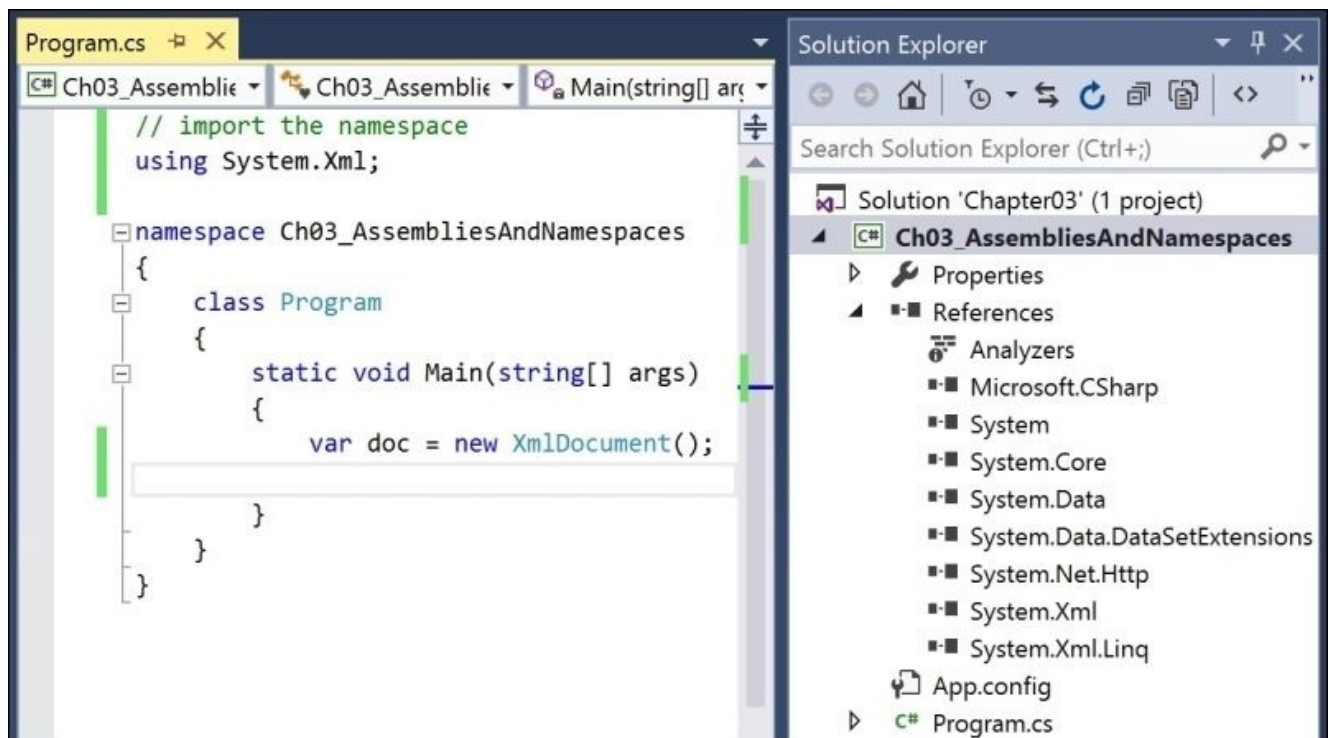 Program.cs
Ch03_Assemblie
Ch03_Assemblie
Main(string[] arg
// import the namespace
using System.Xml;
namespace Ch03_AssembliesAndNamespaces
{
class Program
{
static void Main(string[] args)
{
var doc = new XmlDocument();
}
}
}
Solution Explorer
Search Solution Explorer (Ctrl+;)
Solution 'Chapter03' (1 project)
C# Ch03_AssembliesAndNamespaces
Properties
References
Analyzers
Microsoft.CSharp
System
System.Core
System.Data
System.Data.DataSetExtensions
System.Net.Http
System.Xml
System.Xml.Linq
App.config
C# Program.cs